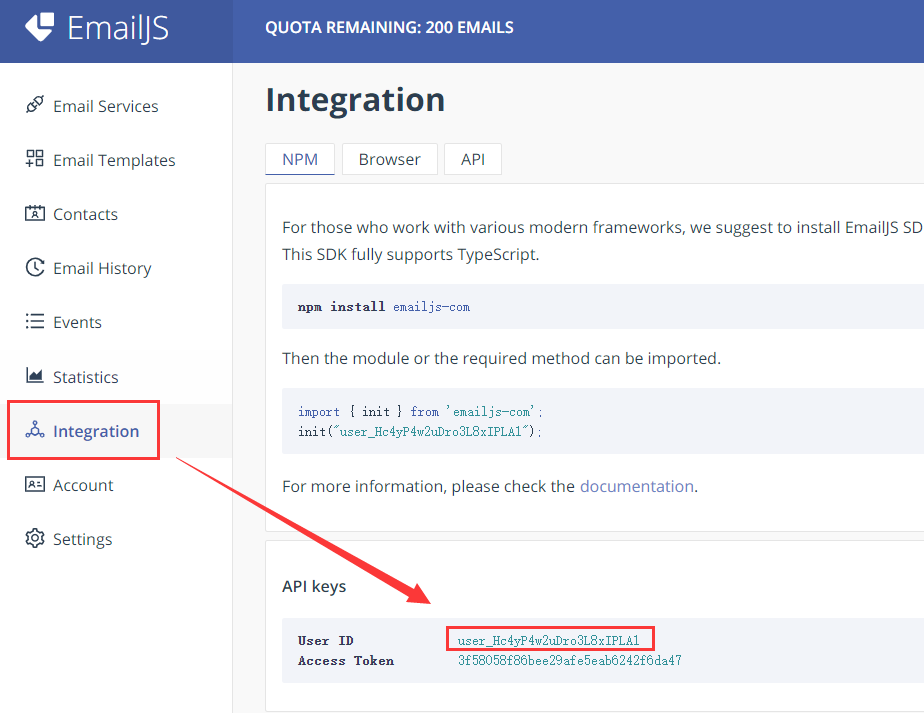 EmailJS
QUOTA REMAINING: 200 EMAILS
Email Services
Email Templates
Contacts
Email History
Events
Statistics
Integration
Account
Settings
Integration
NPM
Browser
API
For those who work with various modern frameworks, we suggest to install EmailJS SD
This SDK fully supports TypeScript.
npm install emailjs-com
Then the module or the required method can be imported.
import { init } from 'emailjs-com';
init("user_Hc4yP4w2uDro3L8xIPLA1");
For more information, please check the documentation.
API keys
User ID user_Hc4yP4w2uDro3L8xIPLA1
Access Token 3f58058f86bee29afe5eab6242f6da47